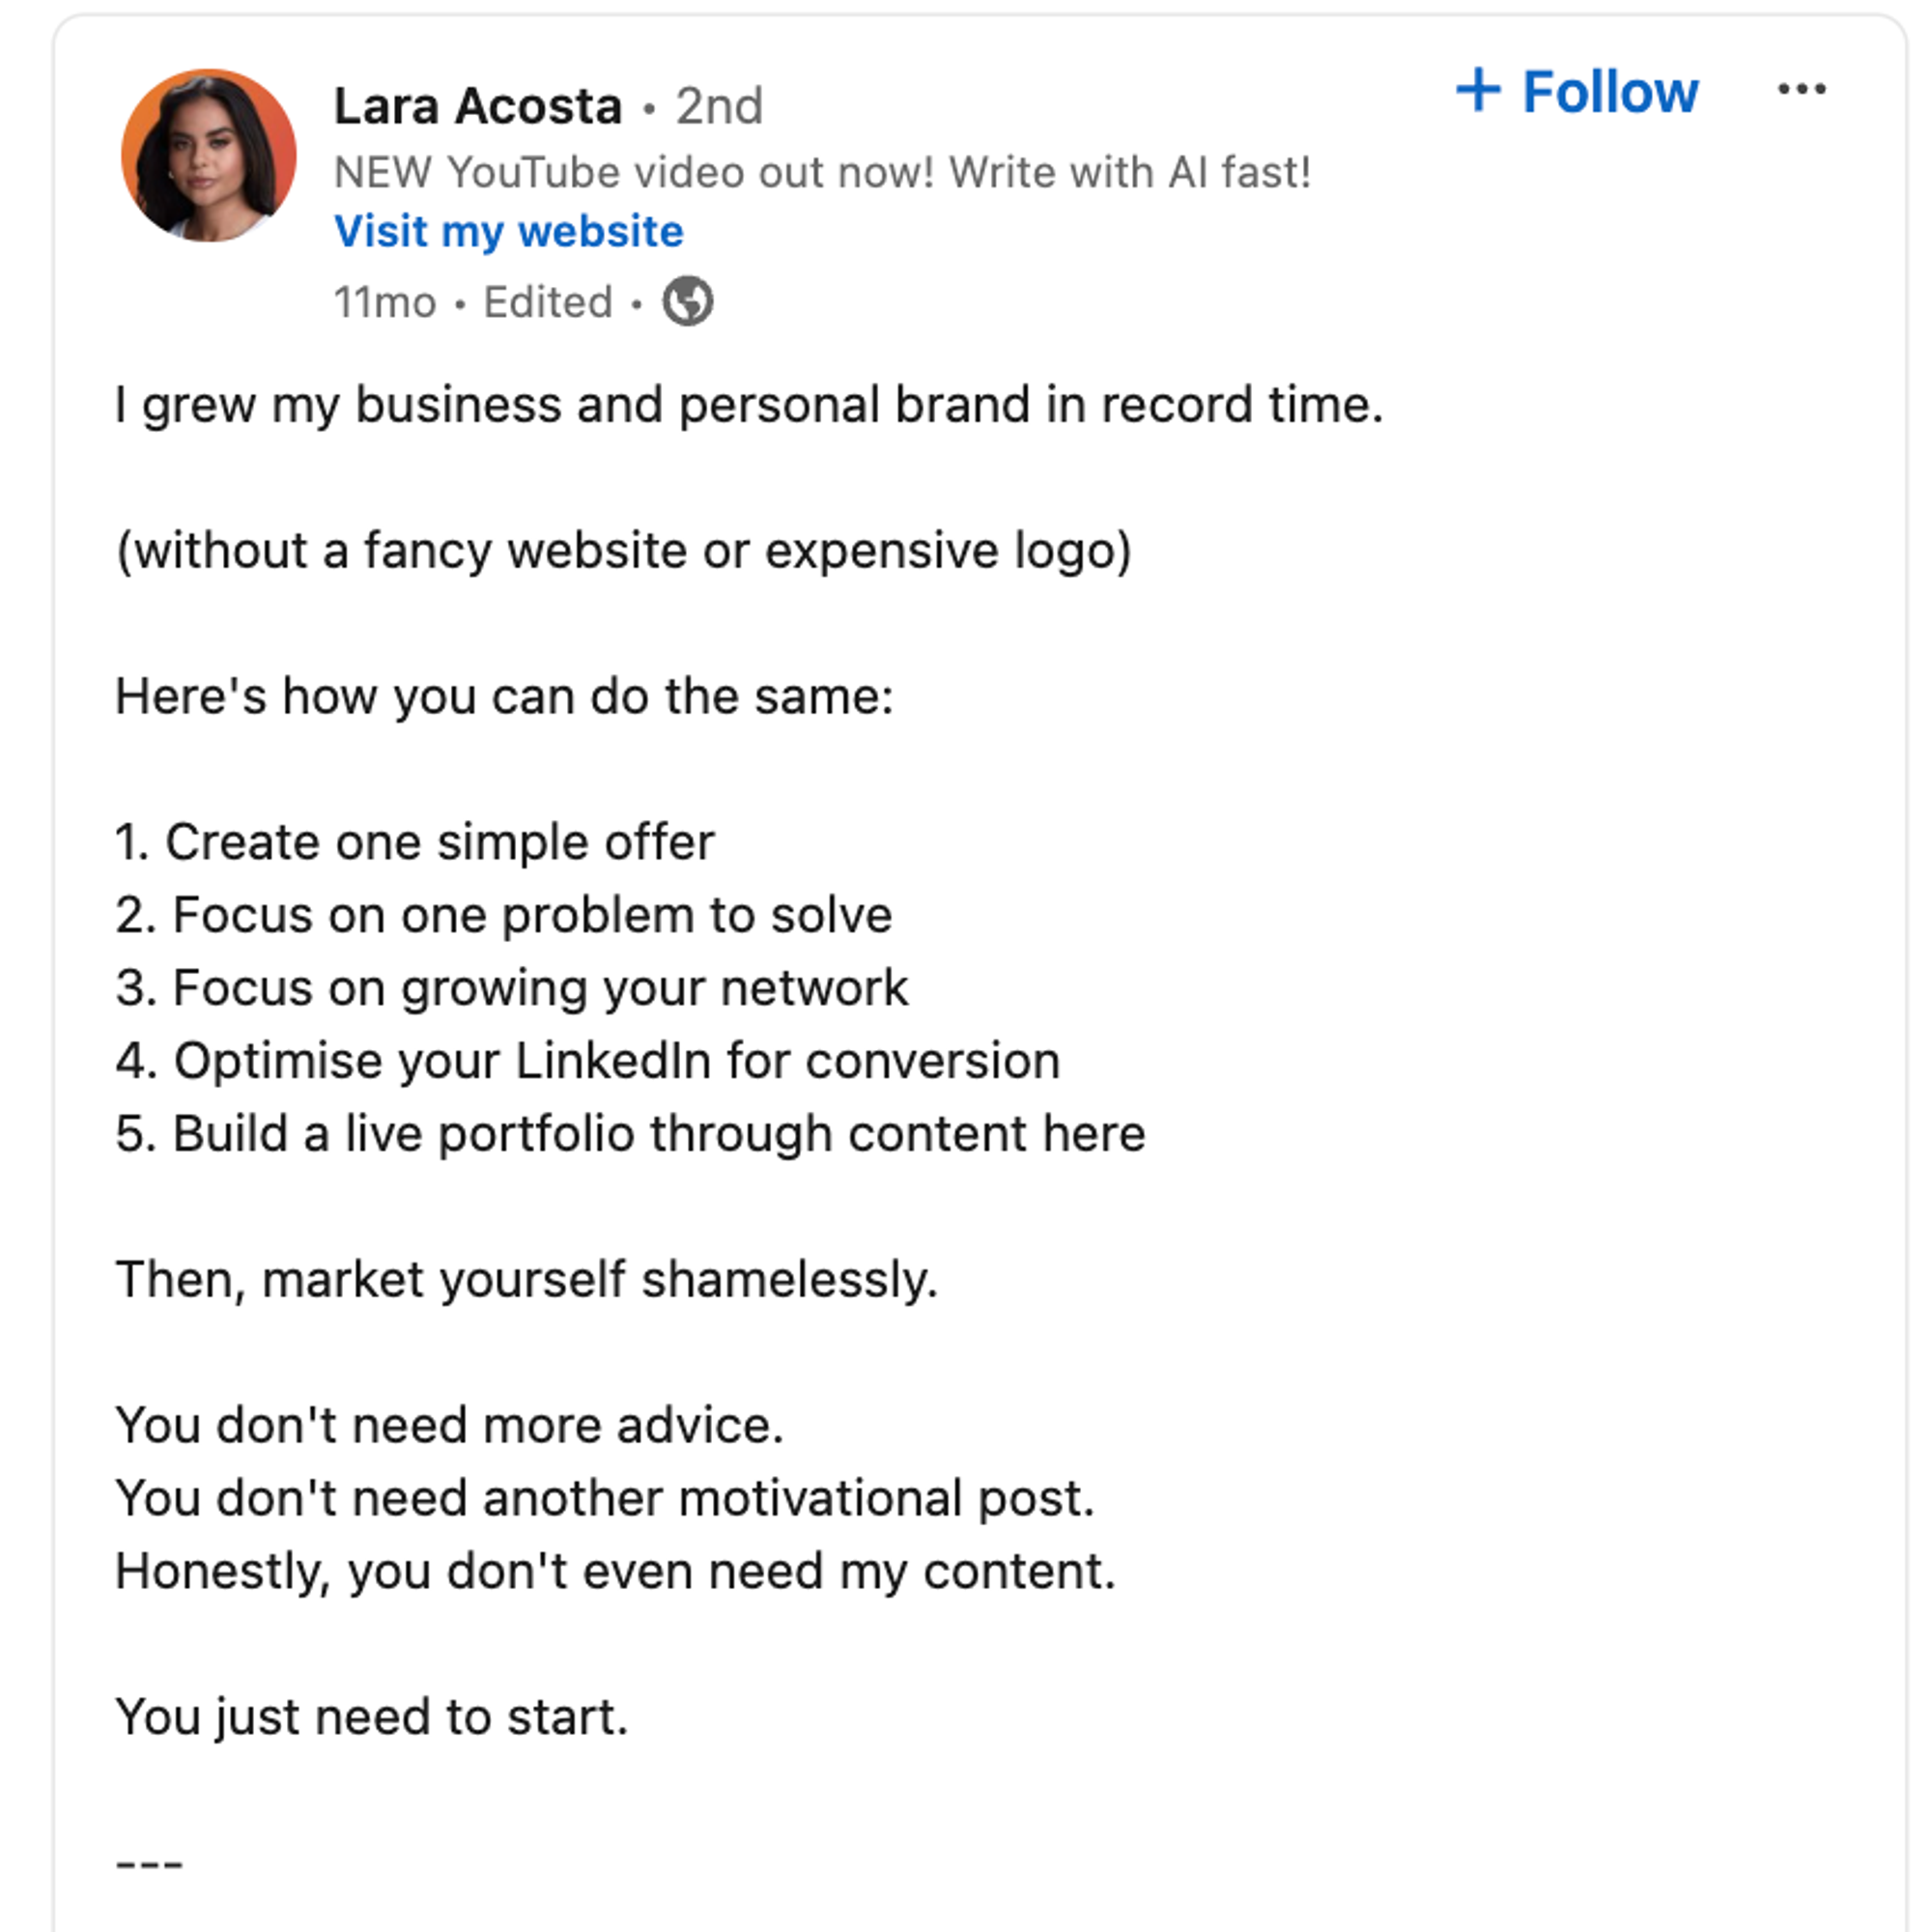 Lara Acosta • 2nd
+ Follow
...
NEW YouTube video out now! Write with AI fast!
Visit my website
11mo • Edited •
I grew my business and personal brand in record time.
(without a fancy website or expensive logo)
Here's how you can do the same:
1. Create one simple offer
2. Focus on one problem to solve
3. Focus on growing your network
4. Optimise your LinkedIn for conversion
5. Build a live portfolio through content here
Then, market yourself shamelessly.
You don't need more advice.
You don't need another motivational post.
Honestly, you don't even need my content.
You just need to start.
---